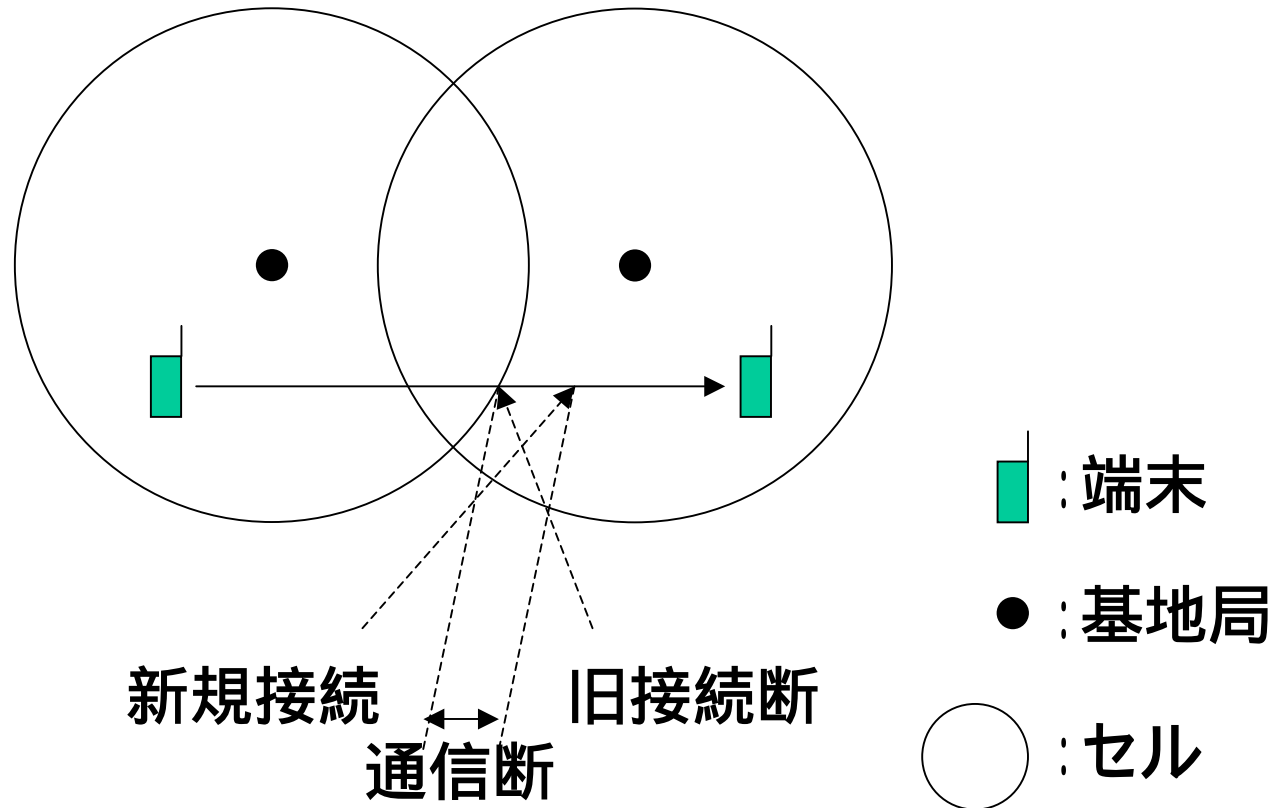 新規接続
旧接続断
通信断
:端末
:基地局
:セル